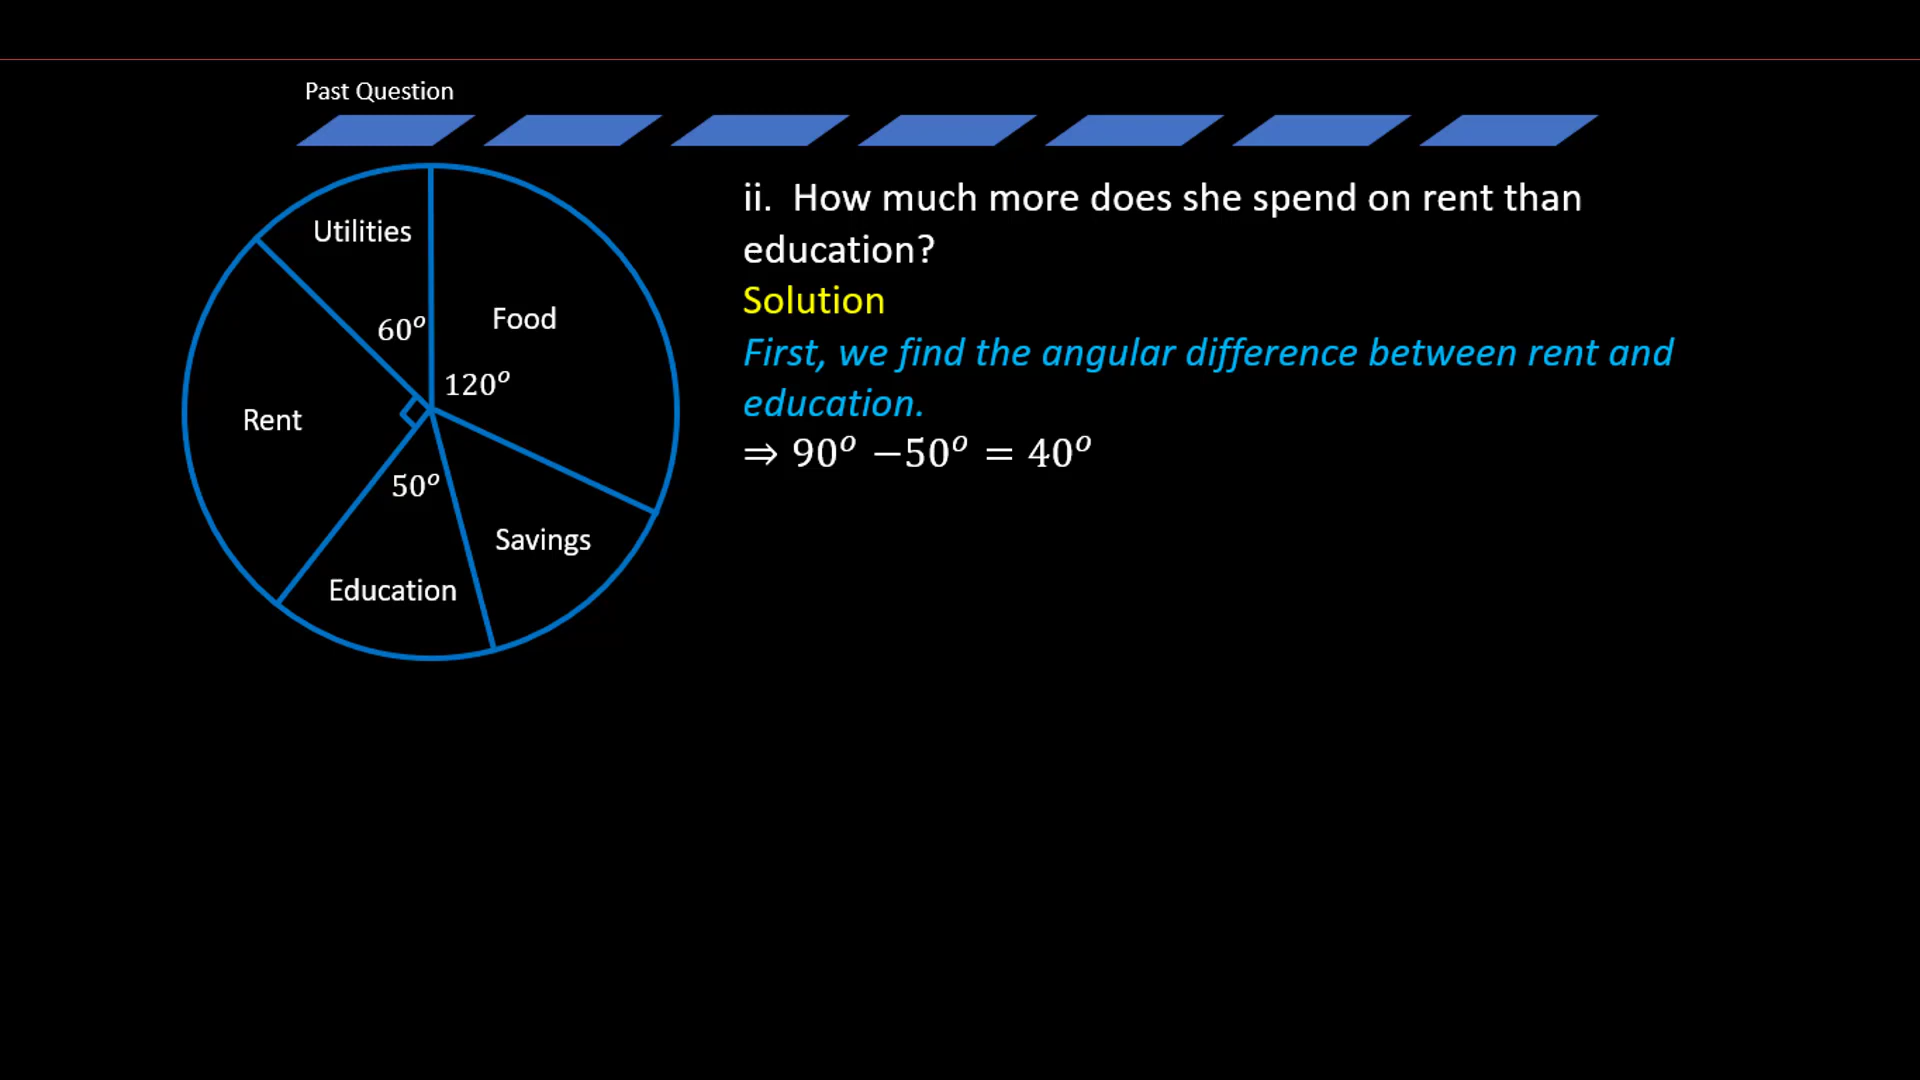 Past Question
ii. How much more does she spend on rent than
education?
Solution
First, we find the angular difference between rent and
education.
⇒ 90° −50° = 40°
Utilities
60°
Food
120°
Rent
50°
Savings
Education